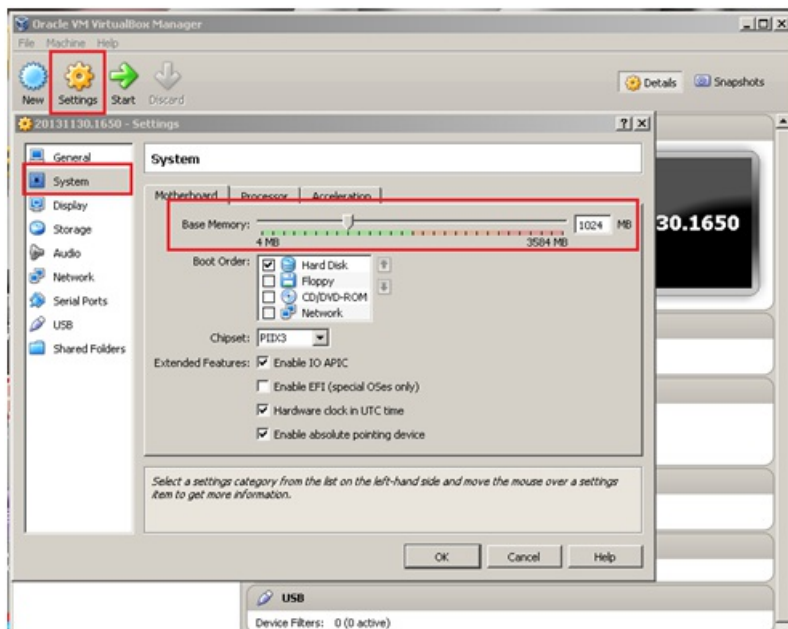 Oracle VM VirtualBox Manager
File Machine Help
New Settings Start Discard
Details Snapshots
20131130.1650 - Settings
General
System
Display
Storage
Audio
Network
Serial Ports
USB
Shared Folders
System
Motherboard Processor Acceleration
Base Memory: 1024 MB
4 MB 3584 MB
Boot Order: Hard Disk
Floppy
CD/DVD-ROM
Network
Chipset: PIIX3
Extended Features: Enable IO APIC
Enable EFI (special OSes only)
Hardware clock in UTC time
Enable absolute pointing device
Select a settings category from the list on the left-hand side and move the mouse over a settings
item to get more information.
OK Cancel Help
30.1650
USB
Device Filters: 0 (0 active)